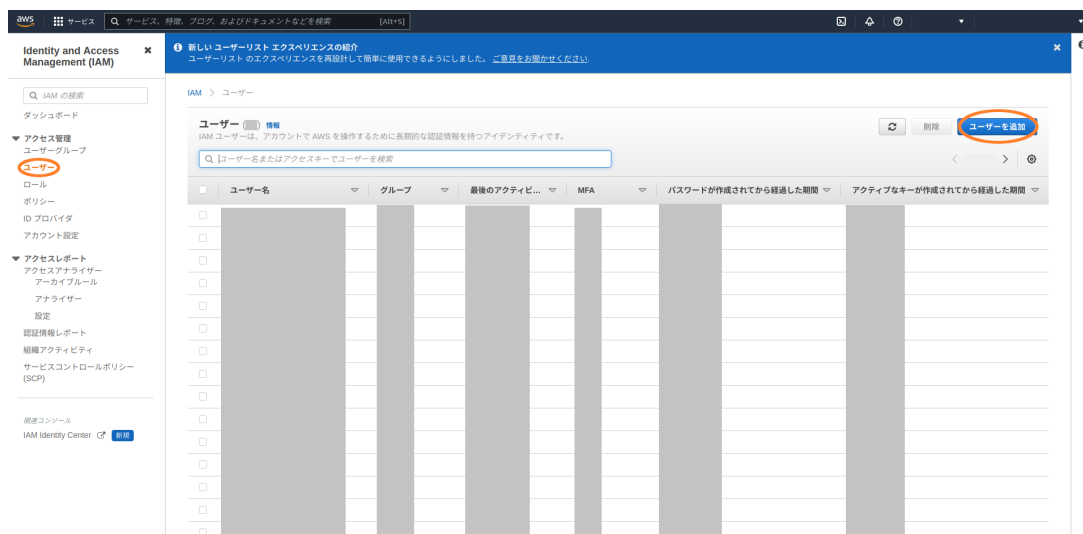 aws
サービス
サービス、特徴、ブログ、およびドキュメントなどを検索
[Alt+S]
Identity and Access Management (IAM)
IAM の検索
ダッシュボード
アクセス管理
ユーザーグループ
ユーザー
ロール
ポリシー
ID プロバイダ
アカウント設定
アクセスレポート
アクセスアナライザー
アーカイブルール
アナライザー
設定
認証情報レポート
組織アクティビティ
サービスコントロールポリシー
(SCP)
関連コンソール
IAM Identity Center 新規
新しい ユーザーリスト エクスペリエンスの紹介
ユーザーリスト のエクスペリエンスを再設計して簡単に使用できるようにしました。 ご意見をお聞かせください.
IAM > ユーザー
ユーザー ( ) 情報
IAM ユーザーは、アカウントで AWS を操作するために長期的な認証情報を持つアイデンティティです。
削除
ユーザーを追加
ユーザー名またはアクセスキーでユーザーを検索
ユーザー名 グループ 最後のアクティビ... MFA パスワードが作成されてから経過した期間 アクティブなキーが作成されてから経過した期間